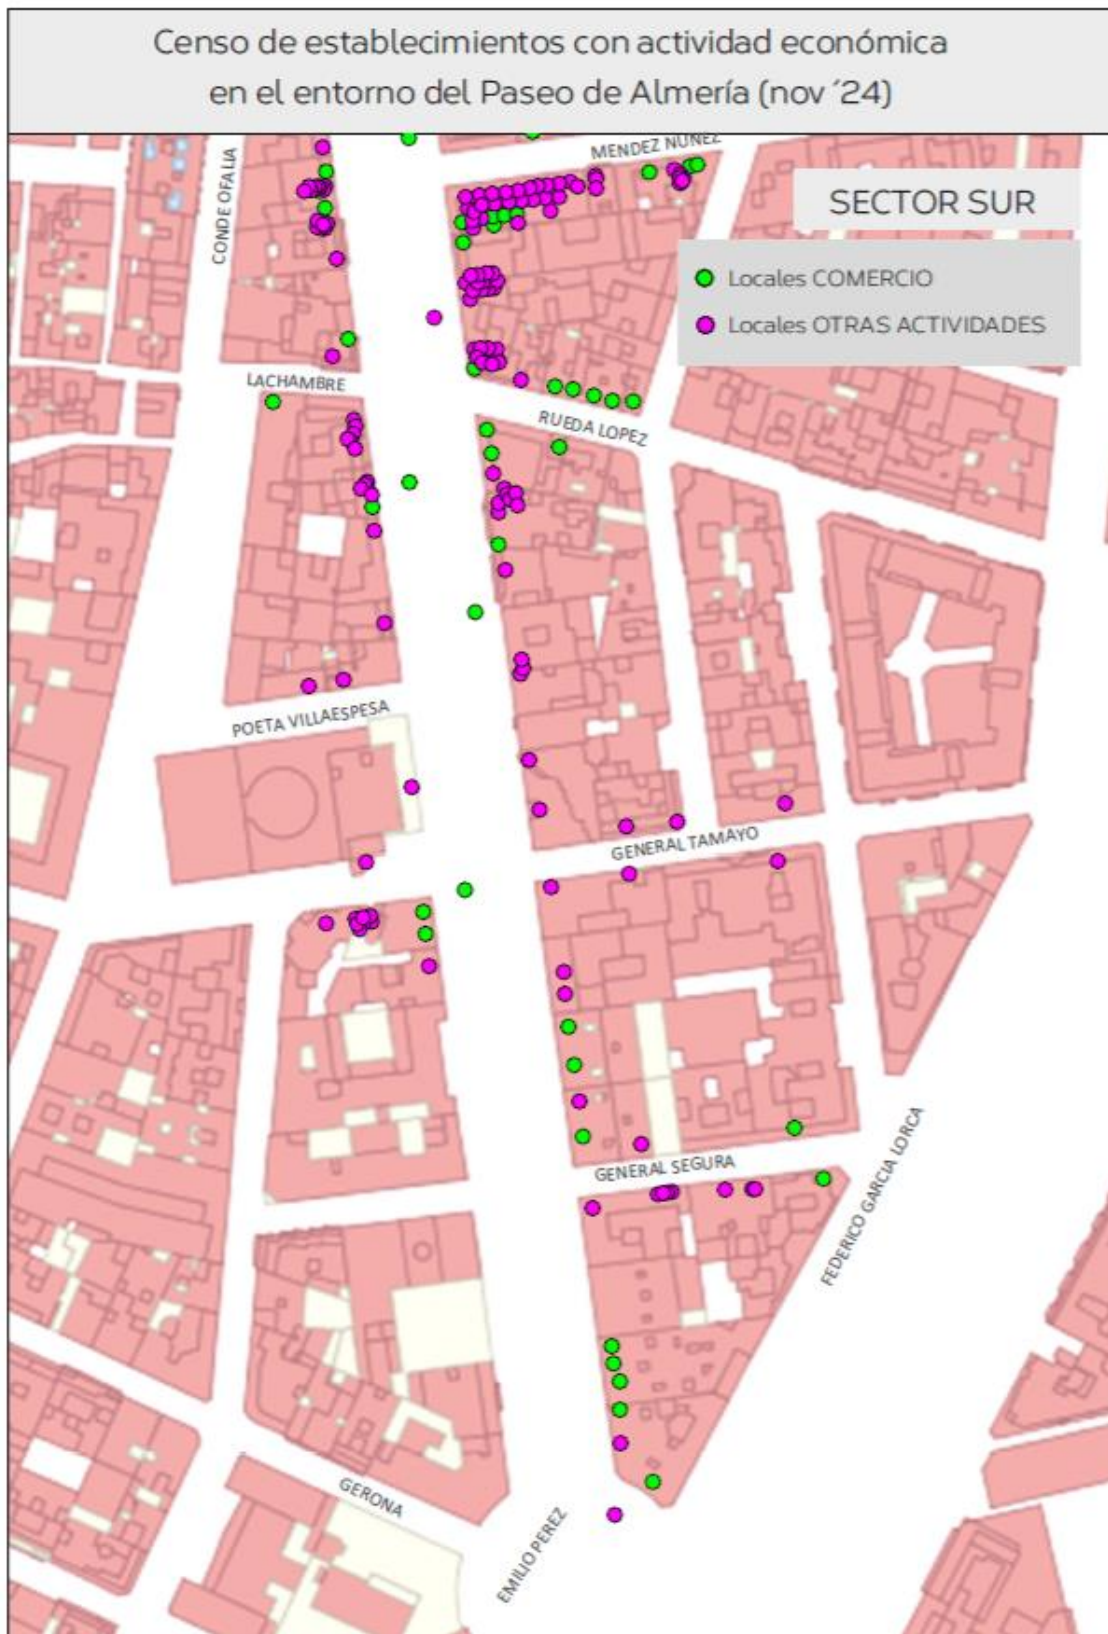 Censo de establecimientos con actividad económica
en el entorno del Paseo de Almería (nov ´24)
MENDEZ NUÑEZ
CONDE OFALIA
SECTOR SUR
Locales COMERCIO
Locales OTRAS ACTIVIDADES
LACHAMBRE
RUEDA LOPEZ
POETA VILLAESPESA
GENERAL TAMAYO
GENERAL SEGURA
FEDERICO GARCIA LORCA
GERONA
EMILIO PEREZ